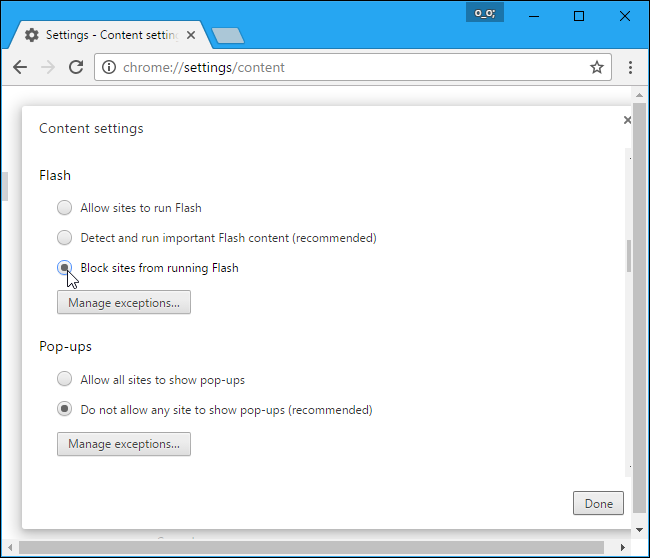 o_o;
Settings - Content setting
chrome://settings/content
Content settings
Flash
Allow sites to run Flash
Detect and run important Flash content (recommended)
Block sites from running Flash
Manage exceptions...
Pop-ups
Allow all sites to show pop-ups
Do not allow any site to show pop-ups (recommended)
Manage exceptions...
Done